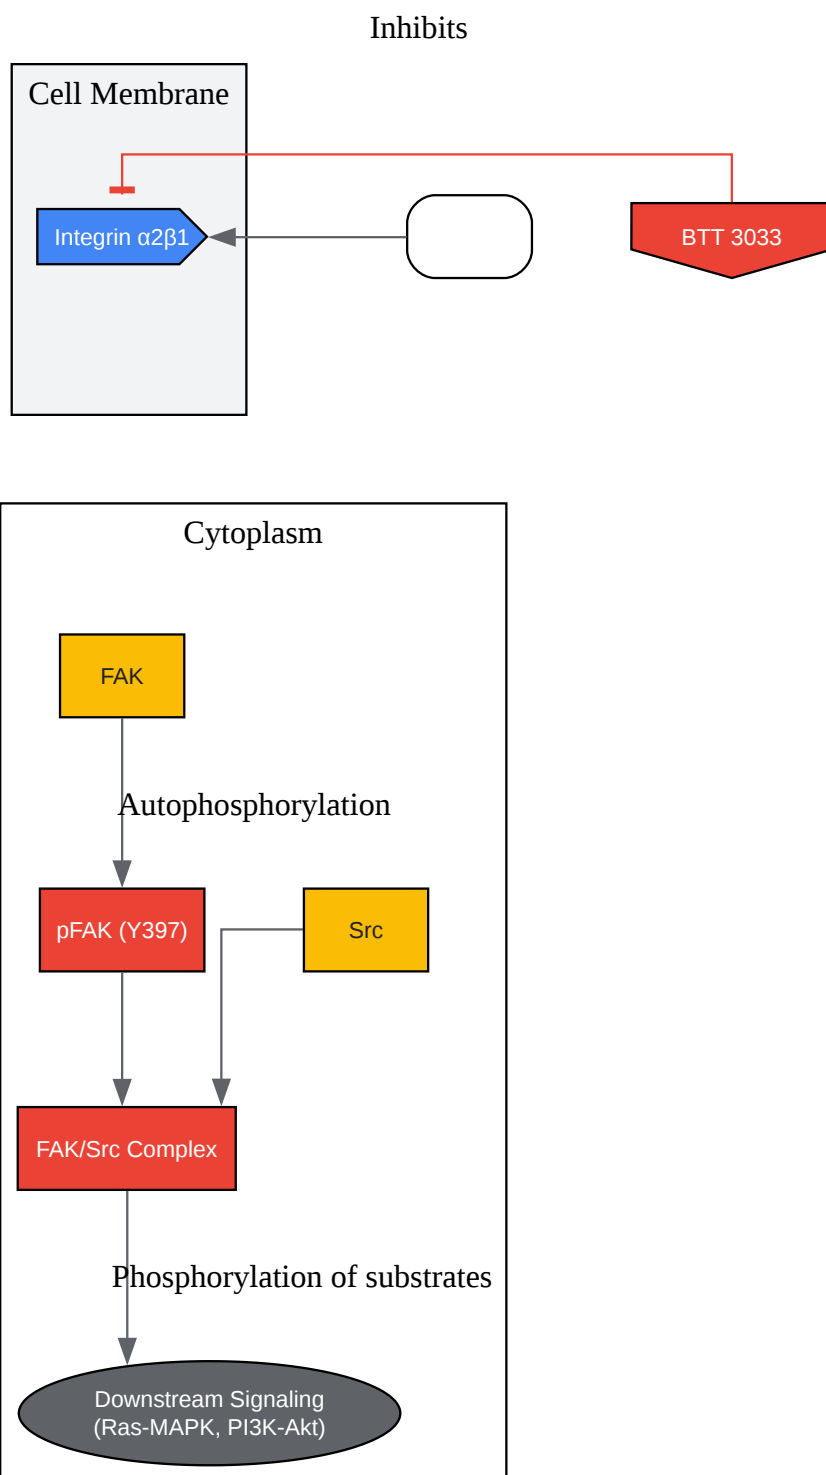 Inhibits
Cell Membrane
Integrin α2β1
BTT 3033
Cytoplasm
FAK
Autophosphorylation
pFAK (Y397)
Src
FAK/Src Complex
Phosphorylation of substrates
Downstream Signaling
(Ras-MAPK, PI3K-Akt)